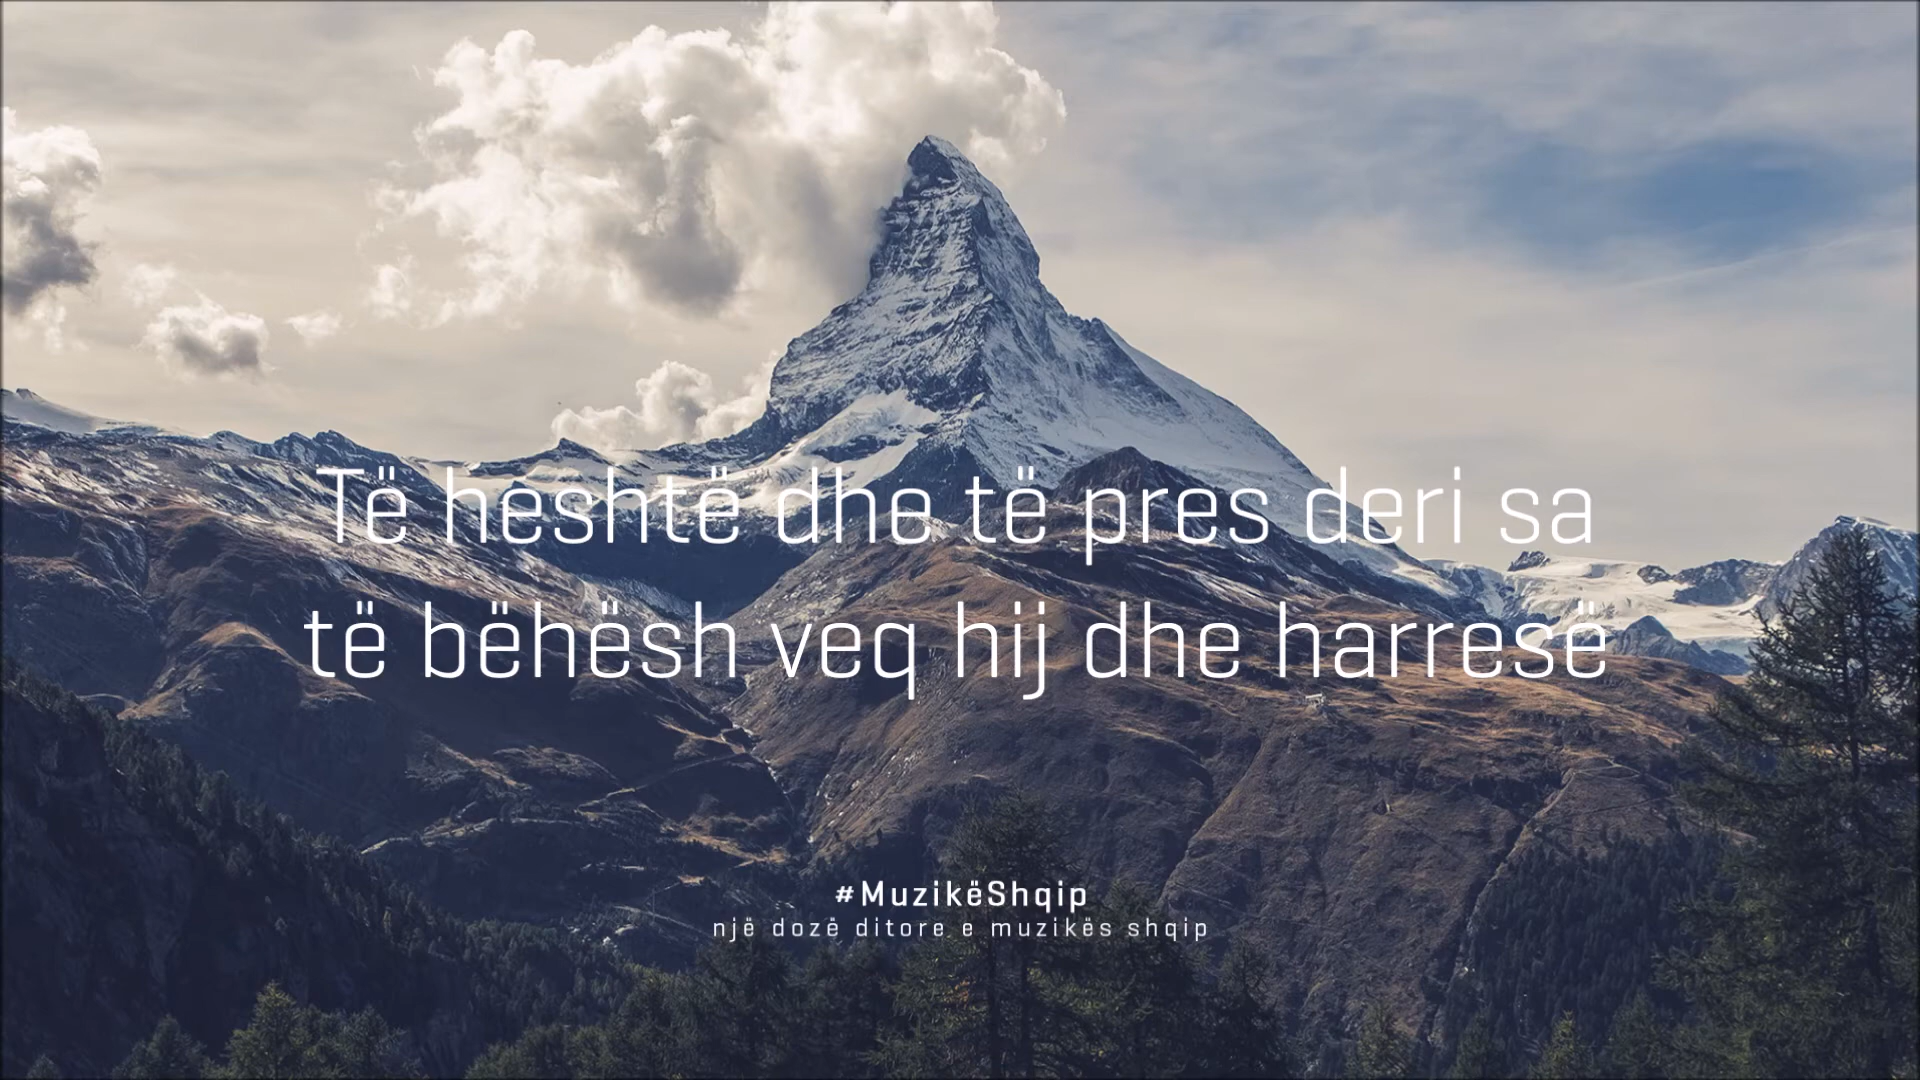 Të heshtë dhe të pres deri sa
të bëhësh veq hij dhe harresë
#MuzikëShqip
një dozë ditore e muzikës shqip